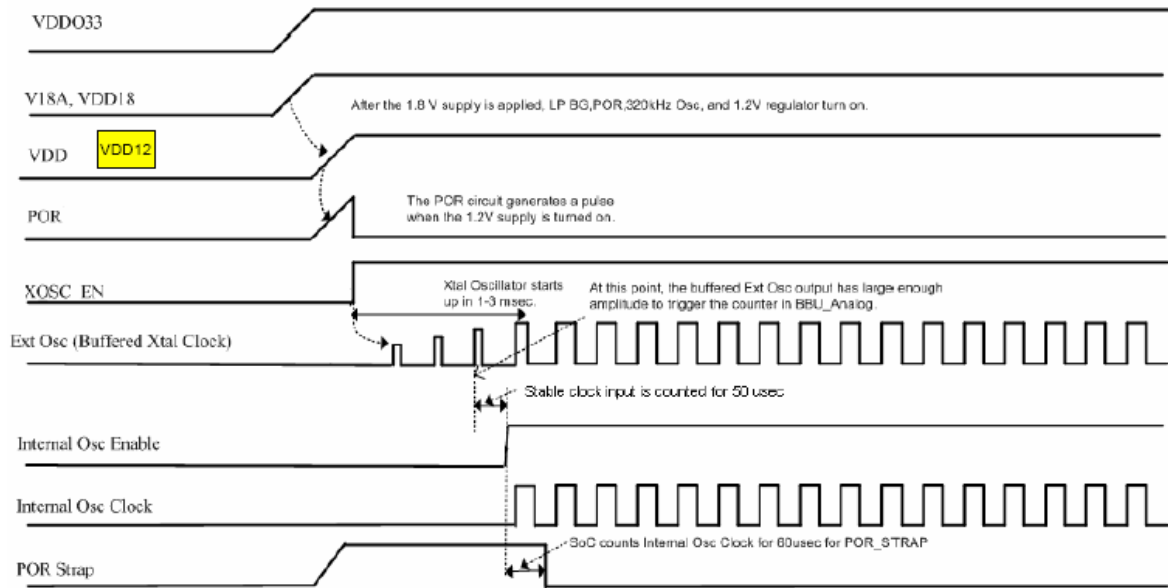 VDDO33
V18A, VDD18
After the 1.8 V supply is applied, LP BG,POR,320kHz Osc, and 1.2V regulator turn on.
VDD
VDD12
The POR circuit generates a pulse
when the 1.2V supply is turned on.
POR
XOSC_EN
Xtal Oscillator starts
up in 1-3 msec.
At this point, the buffered Ext Osc output has large enough
amplitude to trigger the counter in BBU_Analog.
Ext Osc (Buffered Xtal Clock)
Stable clock input is counted for 50 usec
Internal Osc Enable
Internal Osc Clock
SoC counts Internal Osc Clock for 60usec for POR_STRAP
POR Strap